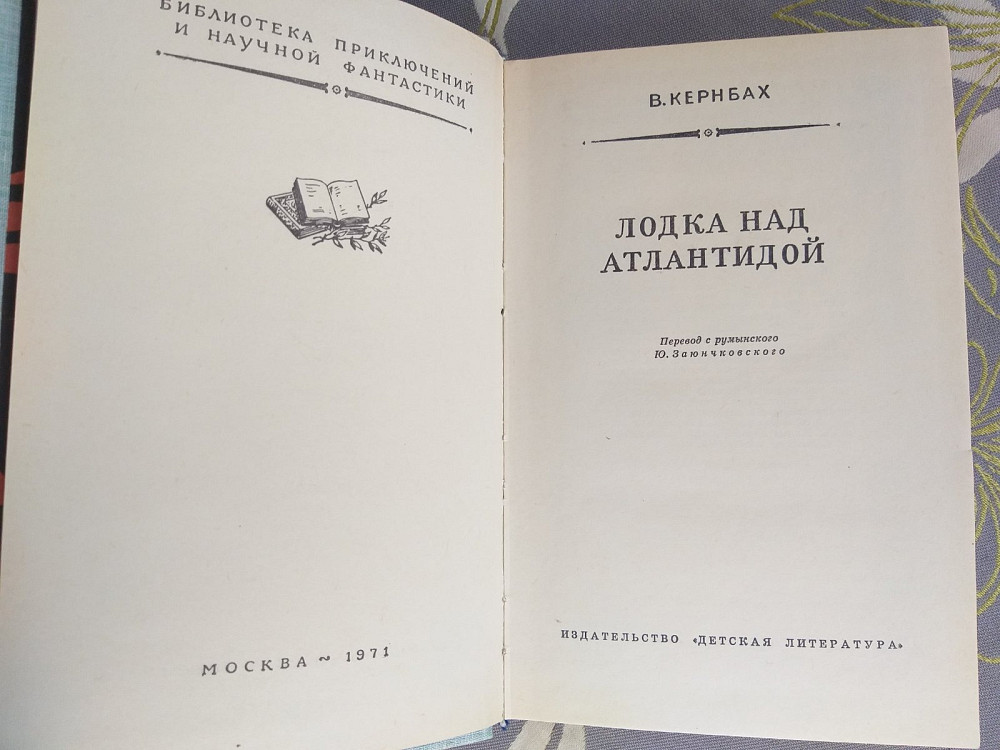 БИБЛИОТЕКА ПРИКЛЮЧЕНИЙ
И НАУЧНОЙ ФАНТАСТИКИ
МОСКВА ~ 1971
В. КЕРНБАХ
ЛОДКА НАД
АТЛАНТИДОЙ
Перевод с румынского
Ю. Заюнчковского
ИЗДАТЕЛЬСТВО «ДЕТСКАЯ ЛИТЕРАТУРА»